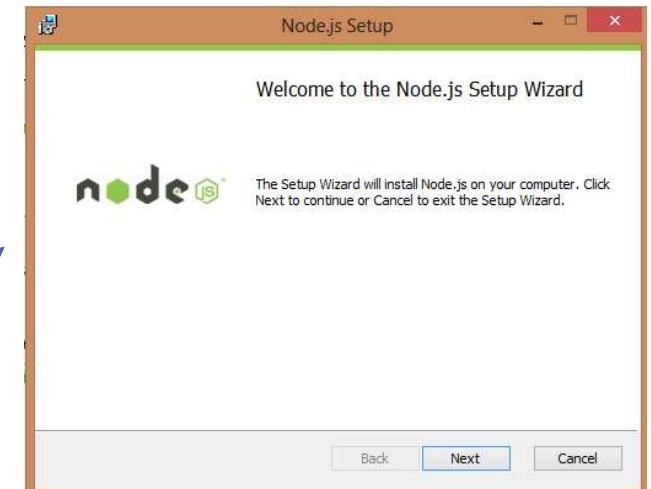 Node.js Setup
Welcome to the Node.js Setup Wizard
node JS™
The Setup Wizard will install Node.js on your computer. Click
Next to continue or Cancel to exit the Setup Wizard.
Back Next Cancel